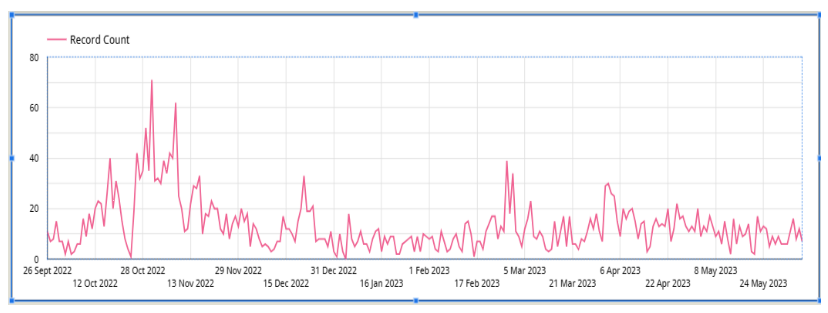 Record Count
80
60
40
20
0
26 Sept 2022 28 Oct 2022 29 Nov 2022 31 Dec 2022 1 Feb 2023 5 Mar 2023 6 Apr 2023 8 May 2023
12 Oct 2022 13 Nov 2022 15 Dec 2022 16 Jan 2023 17 Feb 2023 21 Mar 2023 22 Apr 2023 24 May 2023